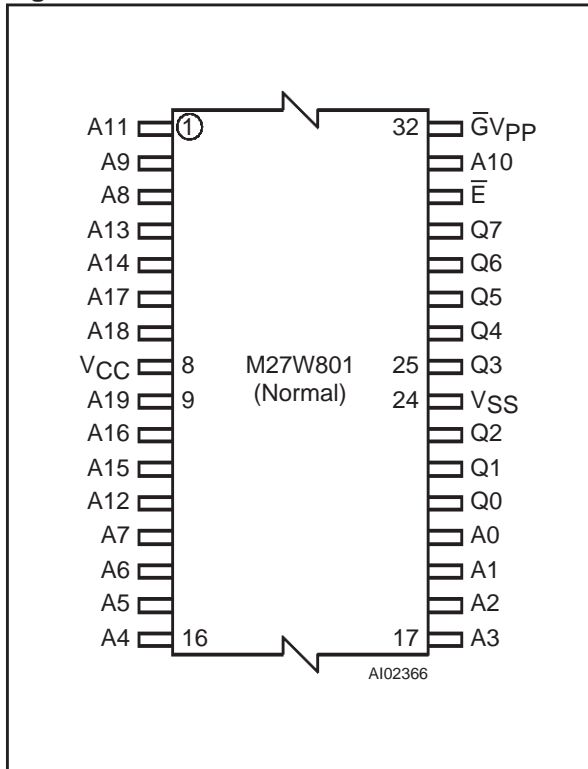 A11 1 32 G̅VPP
A9 A10
A8 E̅
A13 Q7
A14 Q6
A17 Q5
A18 Q4
VCC 8 M27W801 25 Q3
A19 9 (Normal) 24 VSS
A16 Q2
A15 Q1
A12 Q0
A7 A0
A6 A1
A5 A2
A4 16 17 A3
AI02366